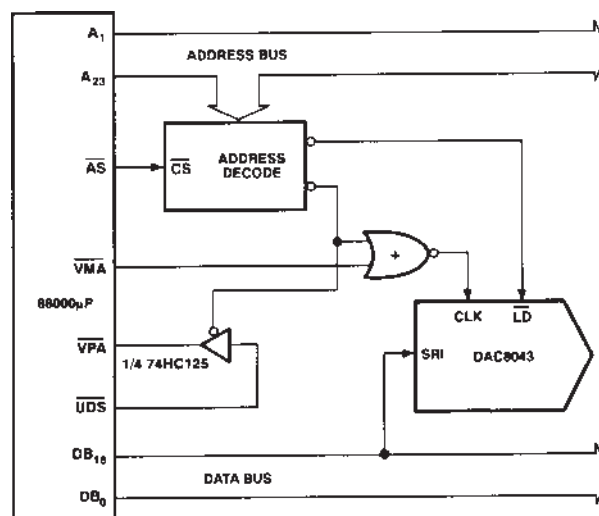 A1
ADDRESS BUS
A23
AS
CS
ADDRESS
DECODE
VMA
+
68000µP
CLK
LD
VPA
SRI
DAC8043
1/4 74HC125
UDS
DB16
DATA BUS
DB0